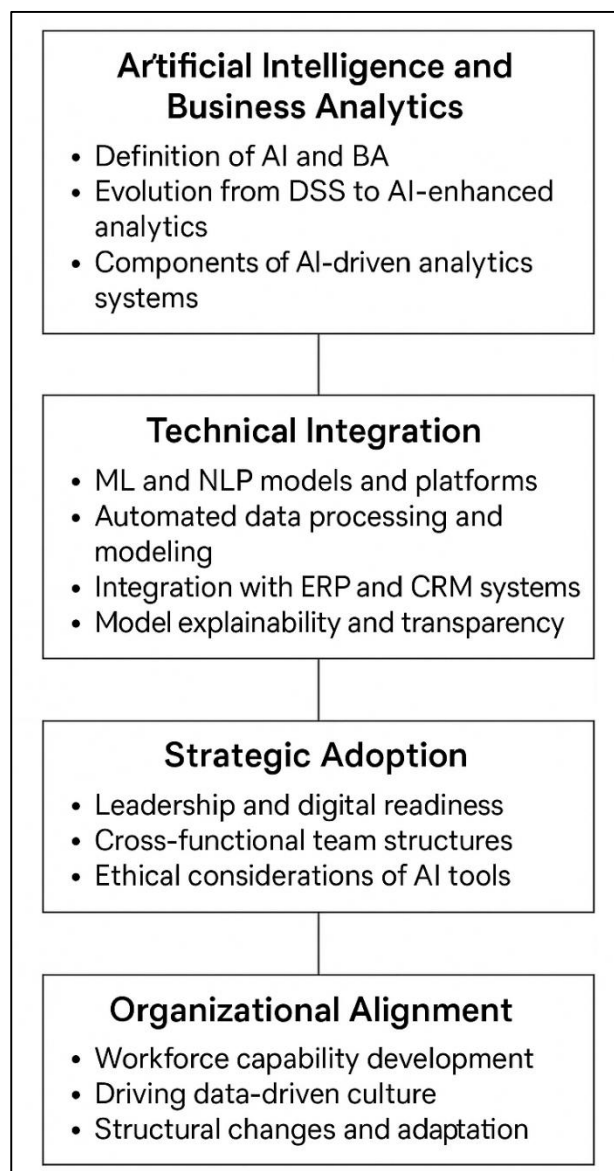 Artificial Intelligence and
Business Analytics
• Definition of AI and BA
• Evolution from DSS to AI-enhanced
analytics
• Components of AI-driven analytics
systems
Technical Integration
• ML and NLP models and platforms
• Automated data processing and
modeling
• Integration with ERP and CRM systems
• Model explainability and transparency
Strategic Adoption
• Leadership and digital readiness
• Cross-functional team structures
• Ethical considerations of AI tools
Organizational Alignment
• Workforce capability development
• Driving data-driven culture
• Structural changes and adaptation